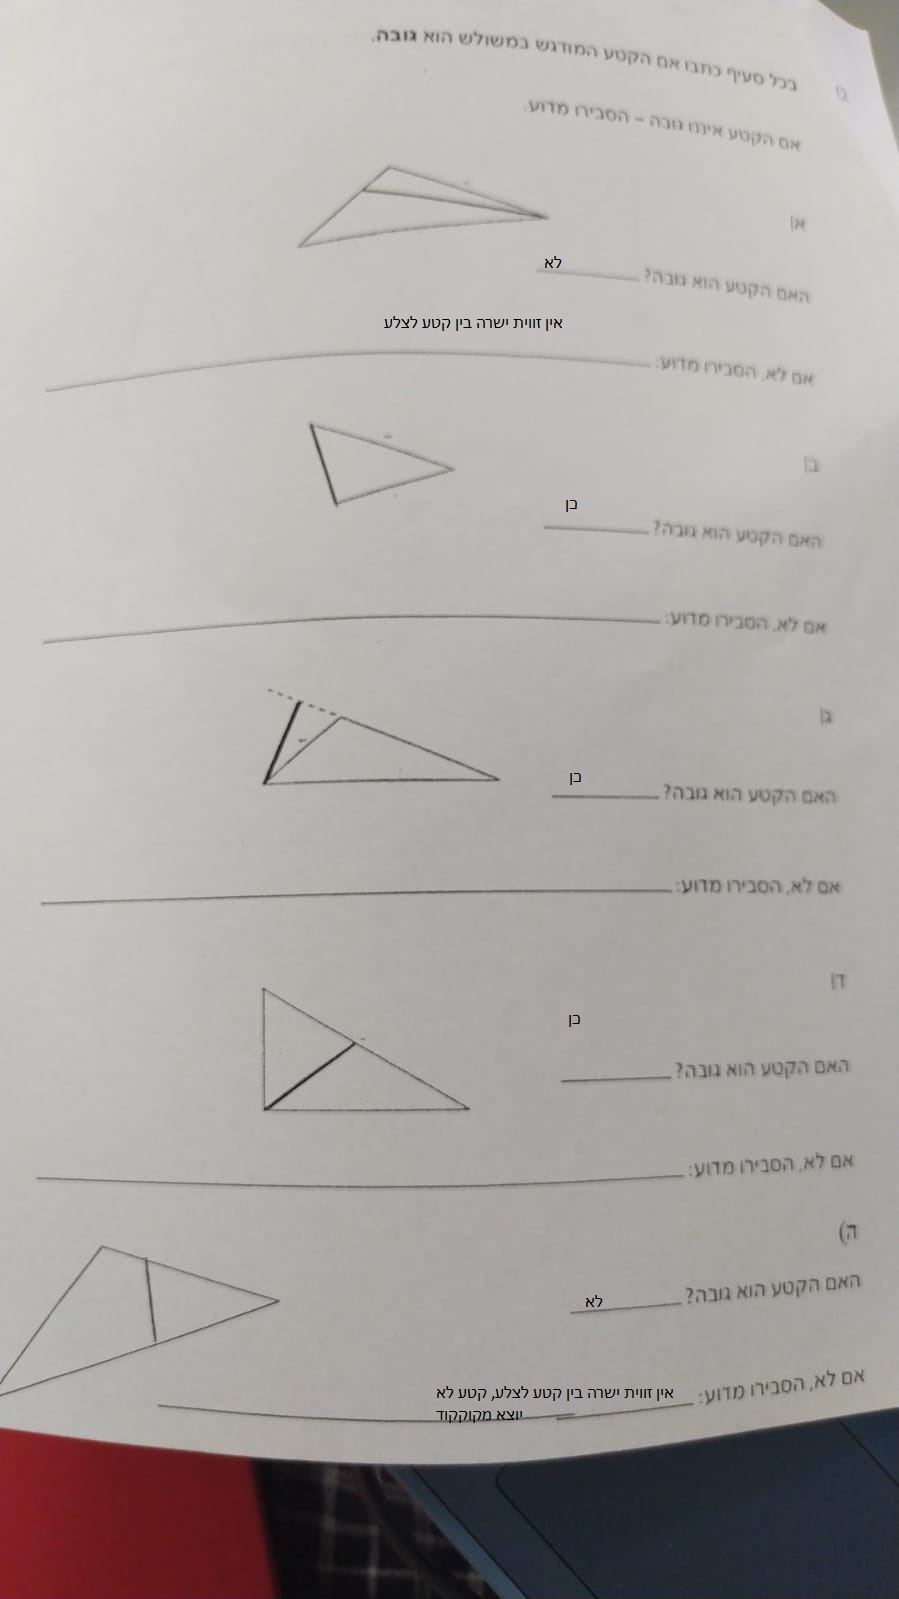 2) בכל סעיף כתבו אם הקטע המודגש במשולש הוא גובה.
אם הקטע איננו גובה – הסבירו מדוע.
א)
האם הקטע הוא גובה? לא
אין זווית ישרה בין קטע לצלע
אם לא, הסבירו מדוע:
ב)
האם הקטע הוא גובה? כן
אם לא, הסבירו מדוע:
ג)
האם הקטע הוא גובה? כן
אם לא, הסבירו מדוע:
ד)
האם הקטע הוא גובה? כן
אם לא, הסבירו מדוע:
ה)
האם הקטע הוא גובה? לא
אם לא, הסבירו מדוע: אין זווית ישרה בין קטע לצלע, קטע לא
יוצא מקוקקוד